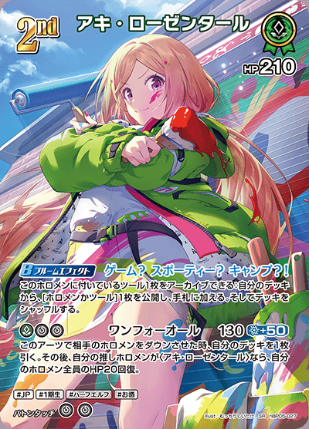 2nd
アキ・ローゼンタール
HP210
Bブルームエフェクト
ゲーム? スポーティー? キャンプ?!
このホロメンに付いているツール1枚をアーカイブできる:自分のデッキ
から、[ホロメンかツール]1枚を公開し、手札に加える。そしてデッキを
シャッフルする。
ワンフォーオール 130 +50
このアーツで相手のホロメンをダウンさせた時、自分のデッキを1枚
引く。その後、自分の推しホロメンが〈アキ・ローゼンタール〉なら、自分の
ホロメン全員のHP20回復。
#JP #1期生 #ハーフエルフ #お酒
バトンタッチ
SR